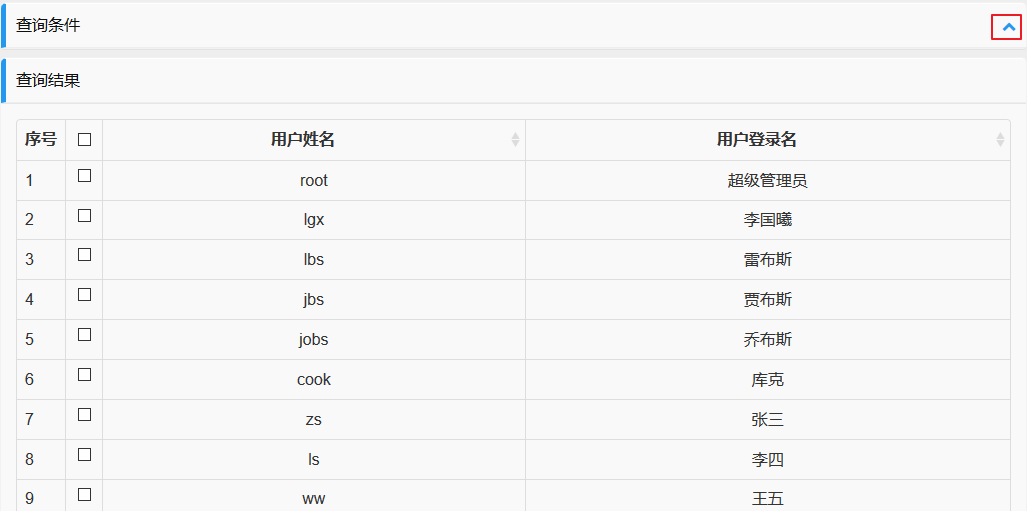 查询条件
查询结果
序号 用户姓名 用户登录名
1 root 超级管理员
2 lgx 李国曦
3 lbs 雷布斯
4 jbs 贾布斯
5 jobs 乔布斯
6 cook 库克
7 zs 张三
8 ls 李四
9 ww 王五